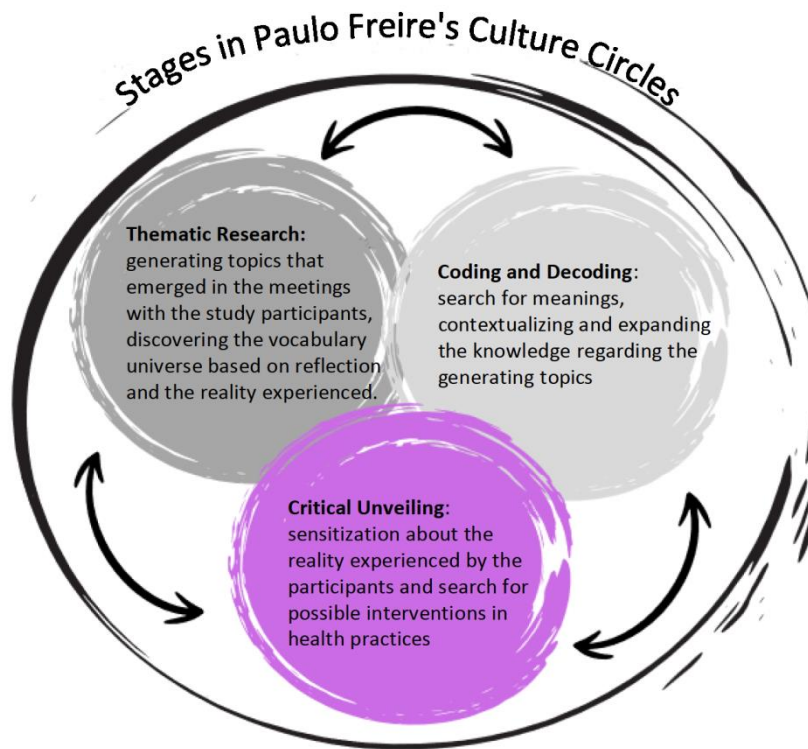 Stages in Paulo Freire's Culture Circles
Thematic Research:
generating topics that
emerged in the meetings
with the study participants,
discovering the vocabulary
universe based on reflection
and the reality experienced.
Coding and Decoding:
search for meanings,
contextualizing and expanding
the knowledge regarding the
generating topics
Critical Unveiling:
sensitization about the
reality experienced by the
participants and search for
possible interventions in
health practices